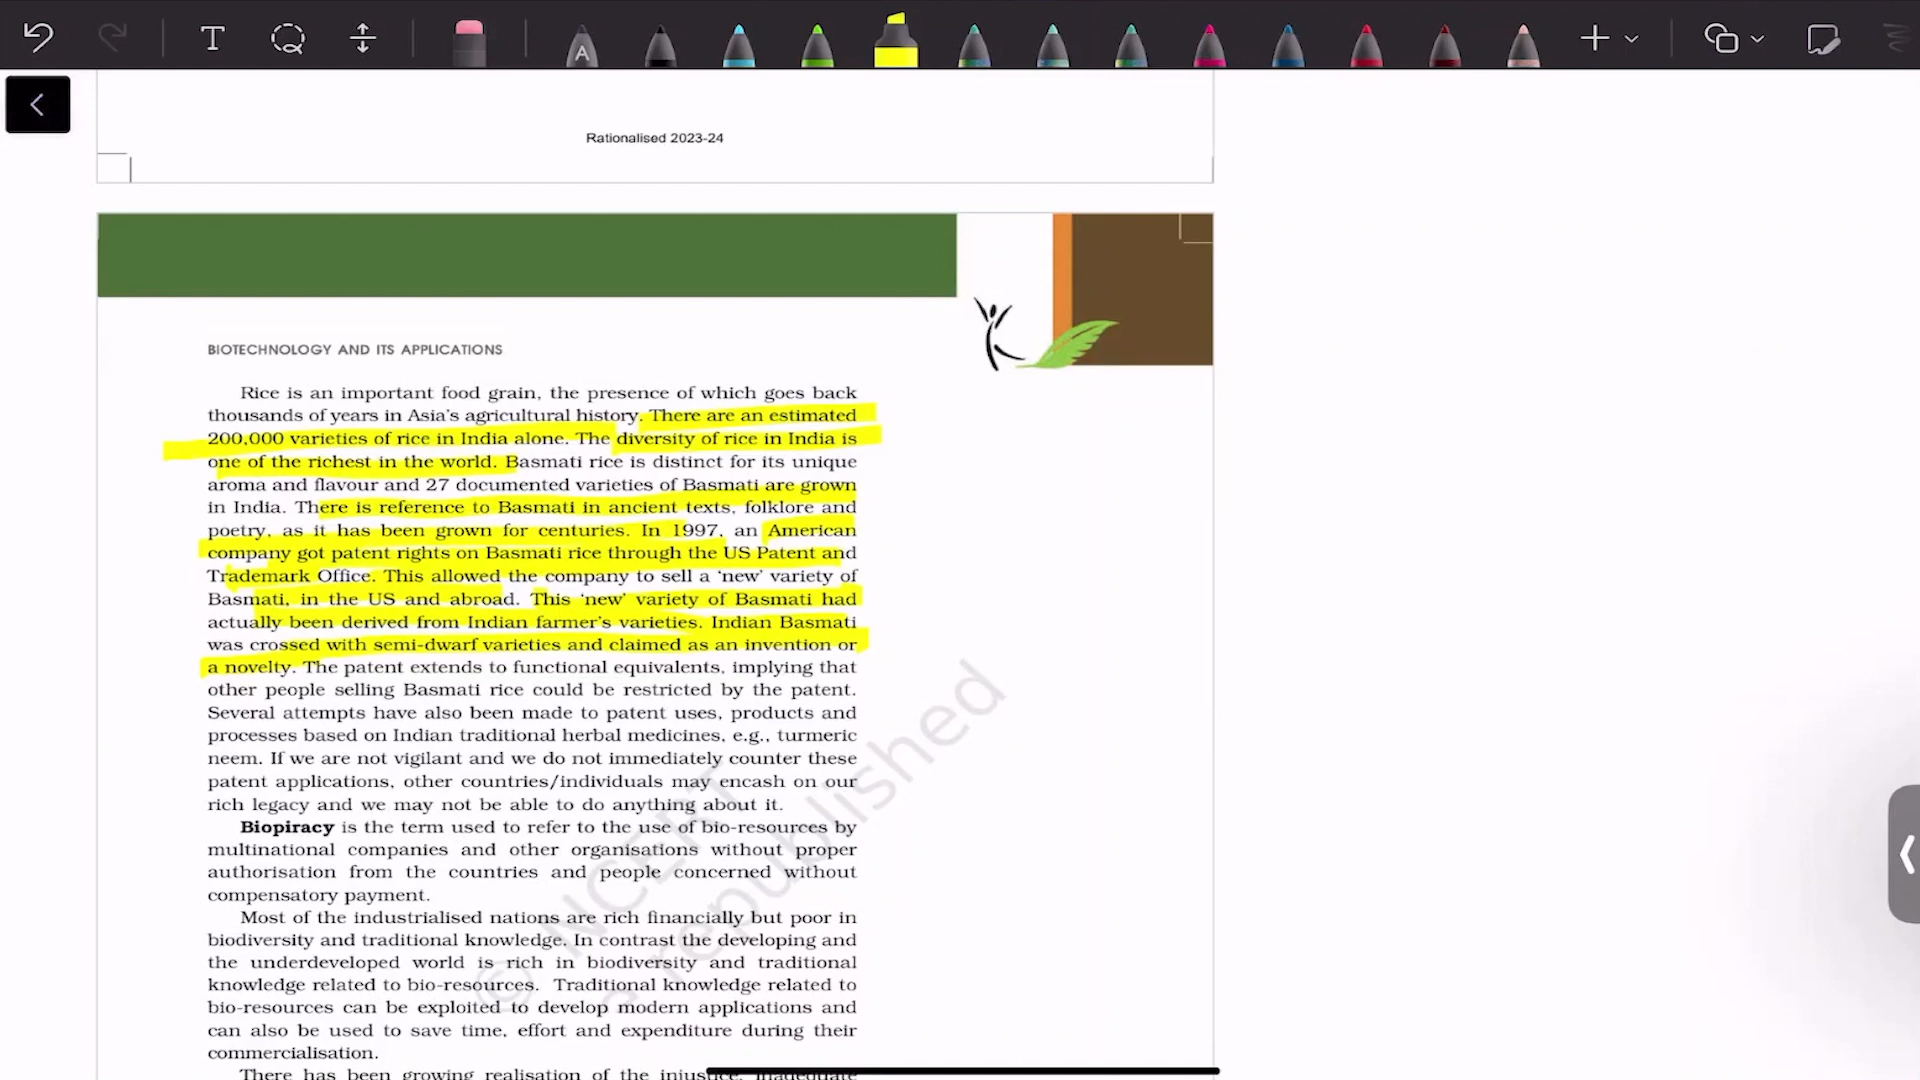 T
A
Rationalised 2023-24
BIOTECHNOLOGY AND ITS APPLICATIONS
Rice is an important food grain, the presence of which goes back
thousands of years in Asia's agricultural history. There are an estimated
200,000 varieties of rice in India alone. The diversity of rice in India is
one of the richest in the world. Basmati rice is distinct for its unique
aroma and flavour and 27 documented varieties of Basmati are grown
in India. There is reference to Basmati in ancient texts, folklore and
poetry, as it has been grown for centuries. In 1997, an American
company got patent rights on Basmati rice through the US Patent and
Trademark Office. This allowed the company to sell a ‘new’ variety of
Basmati, in the US and abroad. This ‘new’ variety of Basmati had
actually been derived from Indian farmer’s varieties. Indian Basmati
was crossed with semi-dwarf varieties and claimed as an invention or
a novelty. The patent extends to functional equivalents, implying that
other people selling Basmati rice could be restricted by the patent.
Several attempts have also been made to patent uses, products and
processes based on Indian traditional herbal medicines, e.g., turmeric
neem. If we are not vigilant and we do not immediately counter these
patent applications, other countries/individuals may encash on our
rich legacy and we may not be able to do anything about it.
Biopiracy is the term used to refer to the use of bio-resources by
multinational companies and other organisations without proper
authorisation from the countries and people concerned without
compensatory payment.
Most of the industrialised nations are rich financially but poor in
biodiversity and traditional knowledge. In contrast the developing and
the underdeveloped world is rich in biodiversity and traditional
knowledge related to bio-resources. Traditional knowledge related to
bio-resources can be exploited to develop modern applications and
can also be used to save time, effort and expenditure during their
commercialisation.
There has been growing realisation of the injustice, inadequate
© NCERT
republished